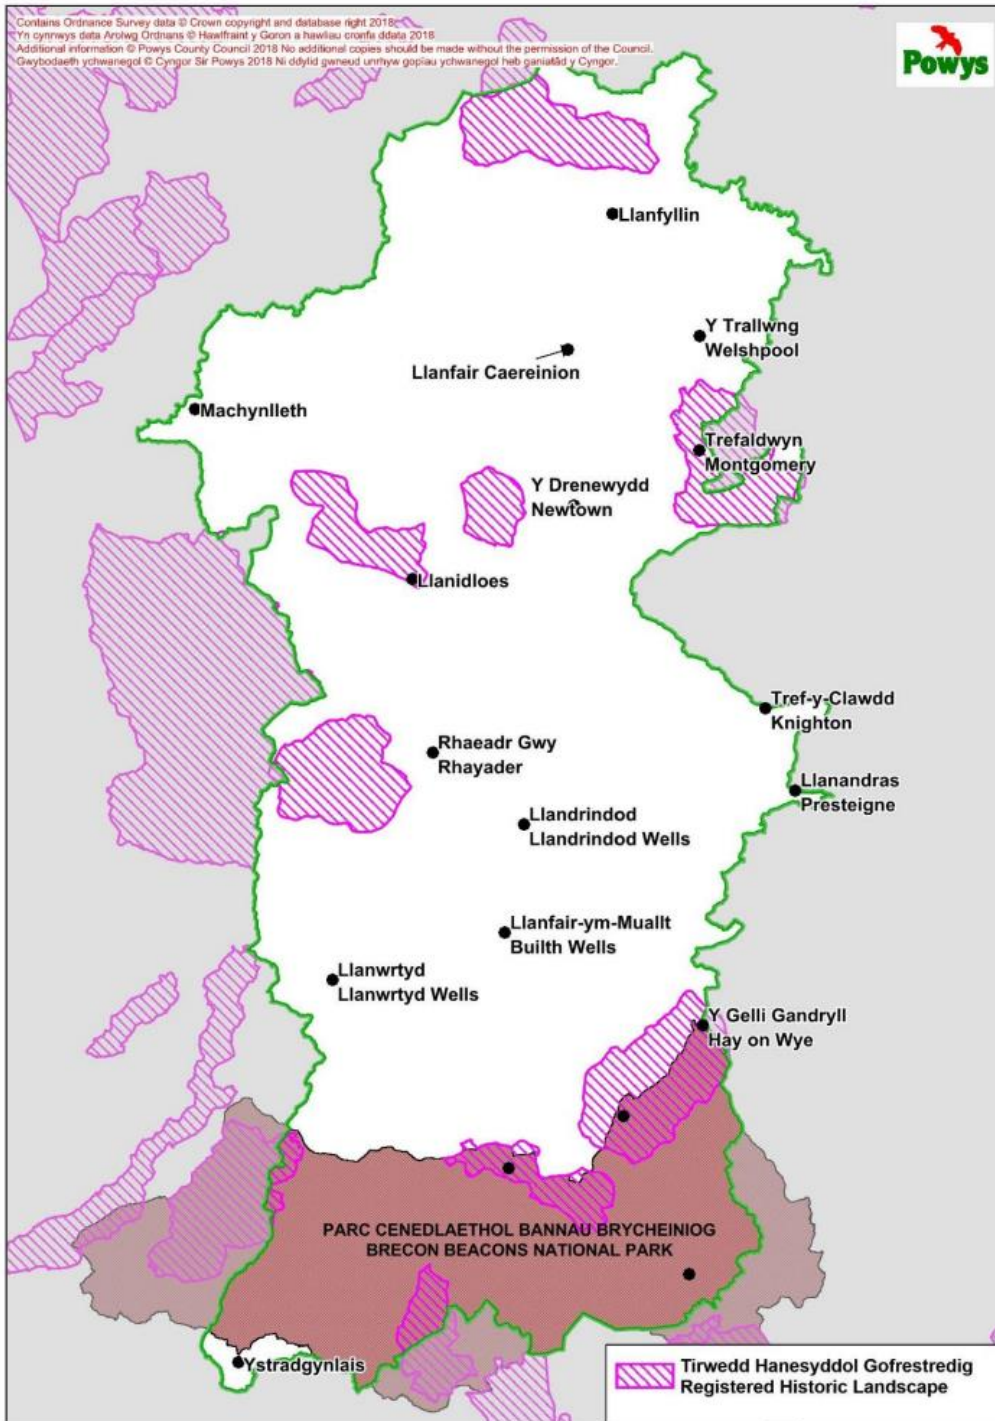 Contains Ordnance Survey data © Crown copyright and database right 2018
Yn cynnwys data Arolwg Ordnans © Hawlfraint y Goron a hawliau cronfa ddata 2018
Additional information © Powys County Council 2018 No additional copies should be made without the permission of the Council.
Gwybodaeth ychwanegol © Cyngor Sir Powys 2018 Ni ddylid gwneud unrhyw gopïau ychwanegol heb ganiatâd y Cyngor.
Powys
Llanfyllin
Y Trallwng
Welshpool
Llanfair Caereinion
Machynlleth
Trefaldwyn
Montgomery
Y Drenewydd
Newtown
Llanidloes
Tref-y-Clawdd
Knighton
Rhaeadr Gwy
Rhayader
Llanandras
Presteigne
Llandrindod
Llandrindod Wells
Llanfair-ym-Muallt
Builth Wells
Llanwrtyd
Llanwrtyd Wells
Y Gelli Gandryll
Hay on Wye
PARC CENEDLAETHOL BANNAU BRYCHEINIOG
BRECON BEACONS NATIONAL PARK
Ystradgynlais
Tirwedd Hanesyddol Gofrestredig
Registered Historic Landscape